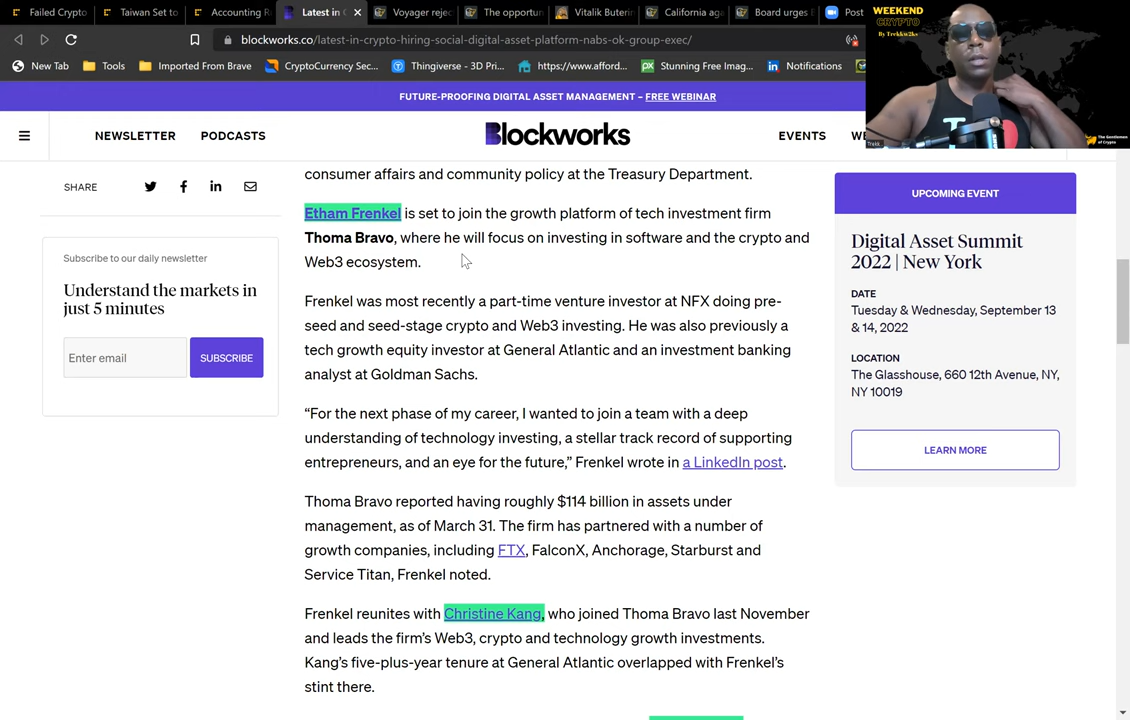 Failed Crypto
Taiwan Set to
Accounting R
Latest in C
Voyager rejec
The opportun
Vitalik Buterin
California aga
Board urges E
Post
WEEKEND
CRYPTO
By Trekkw2ks
blockworks.co/latest-in-crypto-hiring-social-digital-asset-platform-nabs-ok-group-exec/
New Tab
Tools
Imported From Brave
CryptoCurrency Sec...
Thingiverse - 3D Pri...
https://www.afford...
Stunning Free Imag...
Notifications
FUTURE-PROOFING DIGITAL ASSET MANAGEMENT – FREE WEBINAR
The Gentlemen
of Crypto
Trekk
NEWSLETTER
PODCASTS
Blockworks
EVENTS
WE
SHARE
Subscribe to our daily newsletter
Understand the markets in
just 5 minutes
Enter email
SUBSCRIBE
consumer affairs and community policy at the Treasury Department.
Etham Frenkel is set to join the growth platform of tech investment firm
Thoma Bravo, where he will focus on investing in software and the crypto and
Web3 ecosystem.
Frenkel was most recently a part-time venture investor at NFX doing pre-
seed and seed-stage crypto and Web3 investing. He was also previously a
tech growth equity investor at General Atlantic and an investment banking
analyst at Goldman Sachs.
“For the next phase of my career, I wanted to join a team with a deep
understanding of technology investing, a stellar track record of supporting
entrepreneurs, and an eye for the future,” Frenkel wrote in a LinkedIn post.
Thoma Bravo reported having roughly $114 billion in assets under
management, as of March 31. The firm has partnered with a number of
growth companies, including FTX, FalconX, Anchorage, Starburst and
Service Titan, Frenkel noted.
Frenkel reunites with Christine Kang, who joined Thoma Bravo last November
and leads the firm’s Web3, crypto and technology growth investments.
Kang’s five-plus-year tenure at General Atlantic overlapped with Frenkel’s
stint there.
UPCOMING EVENT
Digital Asset Summit
2022 | New York
DATE
Tuesday & Wednesday, September 13
& 14, 2022
LOCATION
The Glasshouse, 660 12th Avenue, NY,
NY 10019
LEARN MORE